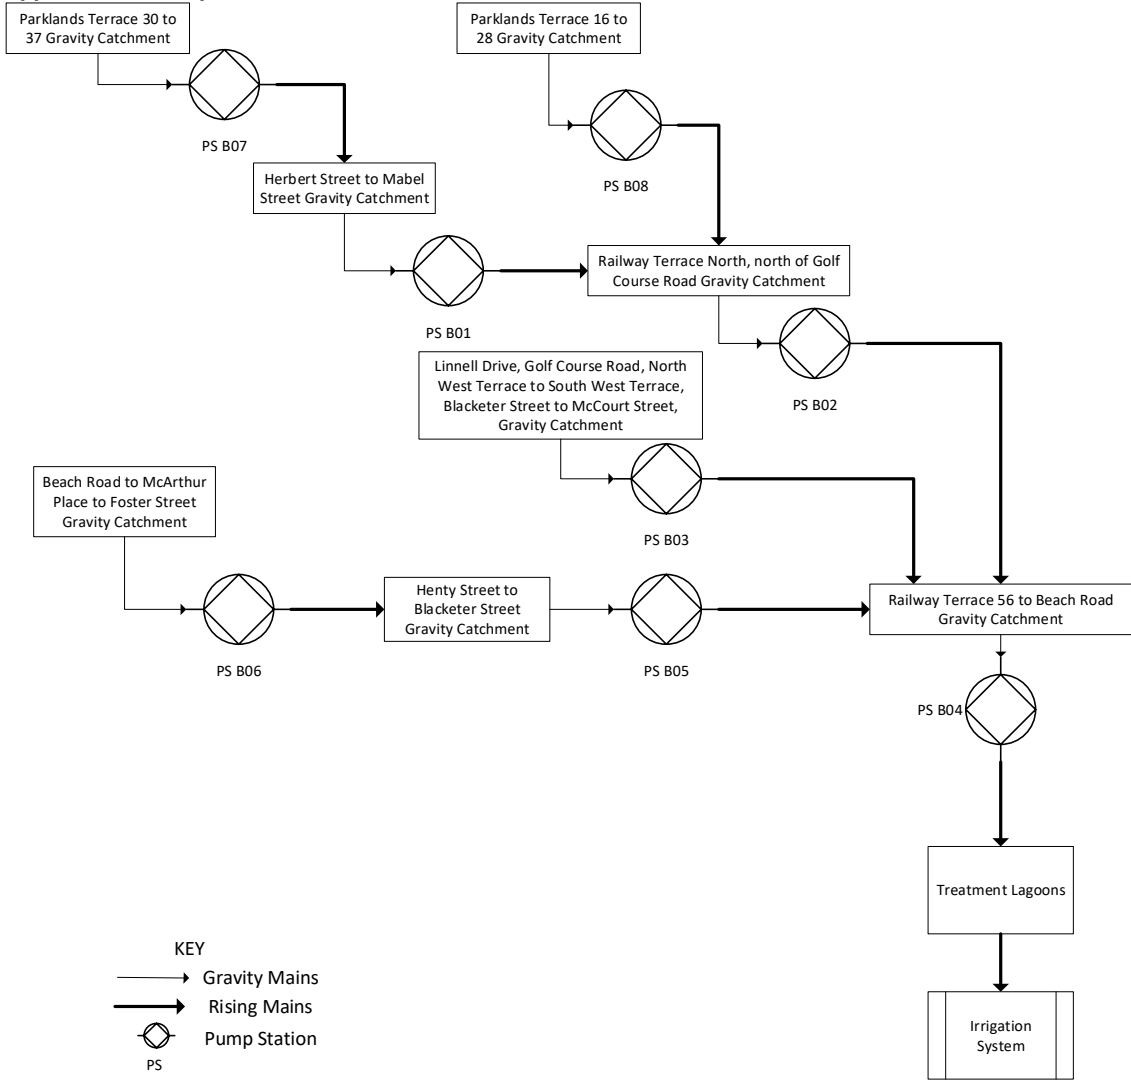 Parklands Terrace 30 to
37 Gravity Catchment
Parklands Terrace 16 to
28 Gravity Catchment
PS B07
PS B08
Herbert Street to Mabel
Street Gravity Catchment
Railway Terrace North, north of Golf
Course Road Gravity Catchment
PS B01
PS B02
Linnell Drive, Golf Course Road, North
West Terrace to South West Terrace,
Blacketer Street to McCourt Street,
Gravity Catchment
PS B03
Beach Road to McArthur
Place to Foster Street
Gravity Catchment
PS B06
Henty Street to
Blacketer Street
Gravity Catchment
PS B05
Railway Terrace 56 to Beach Road
Gravity Catchment
PS B04
Treatment Lagoons
Irrigation
System
KEY
Gravity Mains
Rising Mains
Pump Station
PS